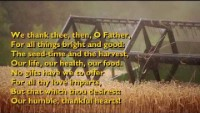 We thank thee, then, O Father,
For all things bright and good:
The seed-time and the harvest,
Our life, our health, our food
No gifts have we to offer
For all thy love imparts,
But that which thou desirest:
Our humble, thankful hearts!